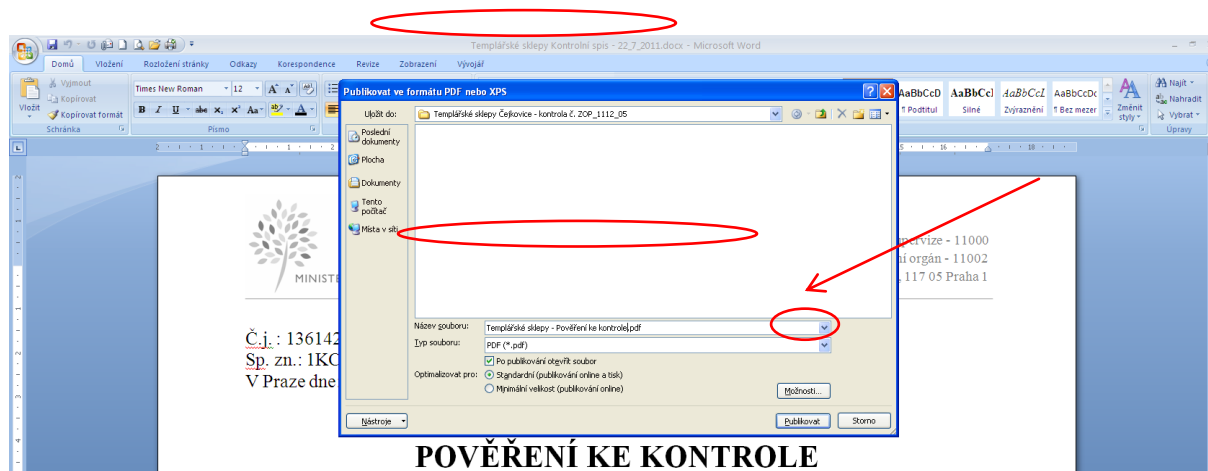 Templářské sklepy Kontrolní spis - 22_7_2011.docx - Microsoft Word
Domů Vložení Rozložení stránky Odkazy Korespondence Revize Zobrazení Vývojář
Vložit
Vyjmout
Kopírovat
Kopírovat formát
Schránka
Times New Roman 12
Písmo
AaBbCcD AaBbCcl AaBbCcL AaBbCcDc
¶ Podtitul Silné Zvýraznění ¶ Bez mezer
Změnit styly
Najít
Nahradit
Vybrat
Úpravy
Publikovat ve formátu PDF nebo XPS
Uložit do: Templářské sklepy Čejkovice - kontrola č. ZOP_1112_05
Poslední dokumenty
Plocha
Dokumenty
Tento počítač
Místa v síti
Název souboru: Templářské sklepy - Pověření ke kontrole.pdf
Typ souboru: PDF (*.pdf)
Po publikování otevřít soubor
Optimalizovat pro: Standardní (publikování online a tisk)
Minimální velikost (publikování online)
Možnosti...
Nástroje Publikovat Storno
MINISTE
supervize - 11000
ní orgán - 11002
, 117 05 Praha 1
Č.j. : 136142
Sp. zn.: 1KO
V Praze dne
POVĚŘENÍ KE KONTROLE